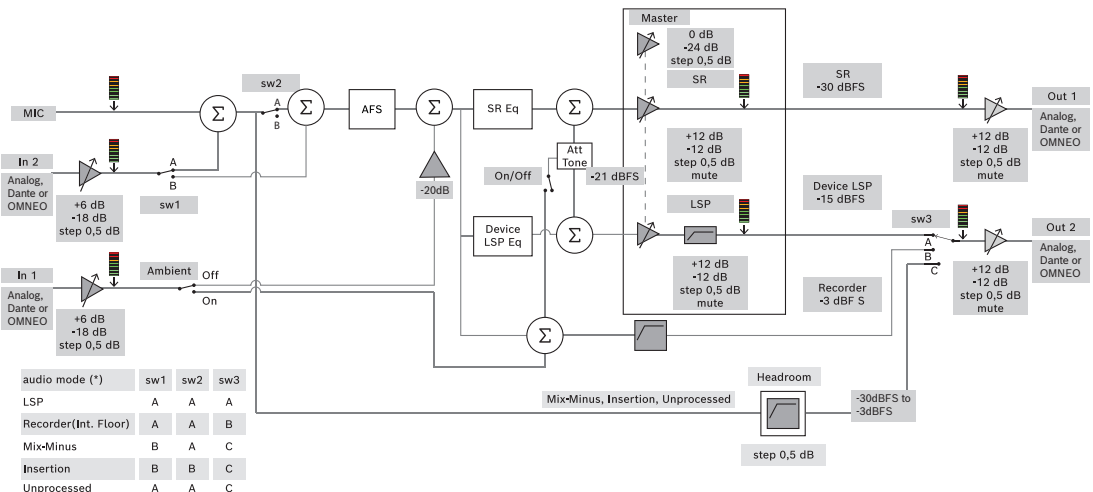 Master
0 dB
-24 dB
step 0,5 dB
SR
SR
-30 dBFS
sw2
A
B
MIC
Σ
Σ
AFS
Σ
SR Eq
Σ
Out 1
Analog,
Dante or
OMNEO
+12 dB
-12 dB
step 0,5 dB
mute
+12 dB
-12 dB
step 0,5 dB
mute
In 2
Analog,
Dante or
OMNEO
A
B
sw1
+6 dB
-18 dB
step 0,5 dB
-20dB
On/Off
Att
Tone
-21 dBFS
Device LSP
-15 dBFS
LSP
Device
LSP Eq
Σ
sw3
A
B
C
Out 2
Analog,
Dante or
OMNEO
+12 dB
-12 dB
step 0,5 dB
mute
+12 dB
-12 dB
step 0,5 dB
mute
In 1
Analog,
Dante or
OMNEO
Ambient
Off
On
+6 dB
-18 dB
step 0,5 dB
Recorder
-3 dBF S
Σ
audio mode (*) sw1 sw2 sw3
LSP A A A
Recorder(Int. Floor) A A B
Mix-Minus B A C
Insertion B B C
Unprocessed A A C
Mix-Minus, Insertion, Unprocessed
Headroom
step 0,5 dB
-30dBFS to
-3dBFS